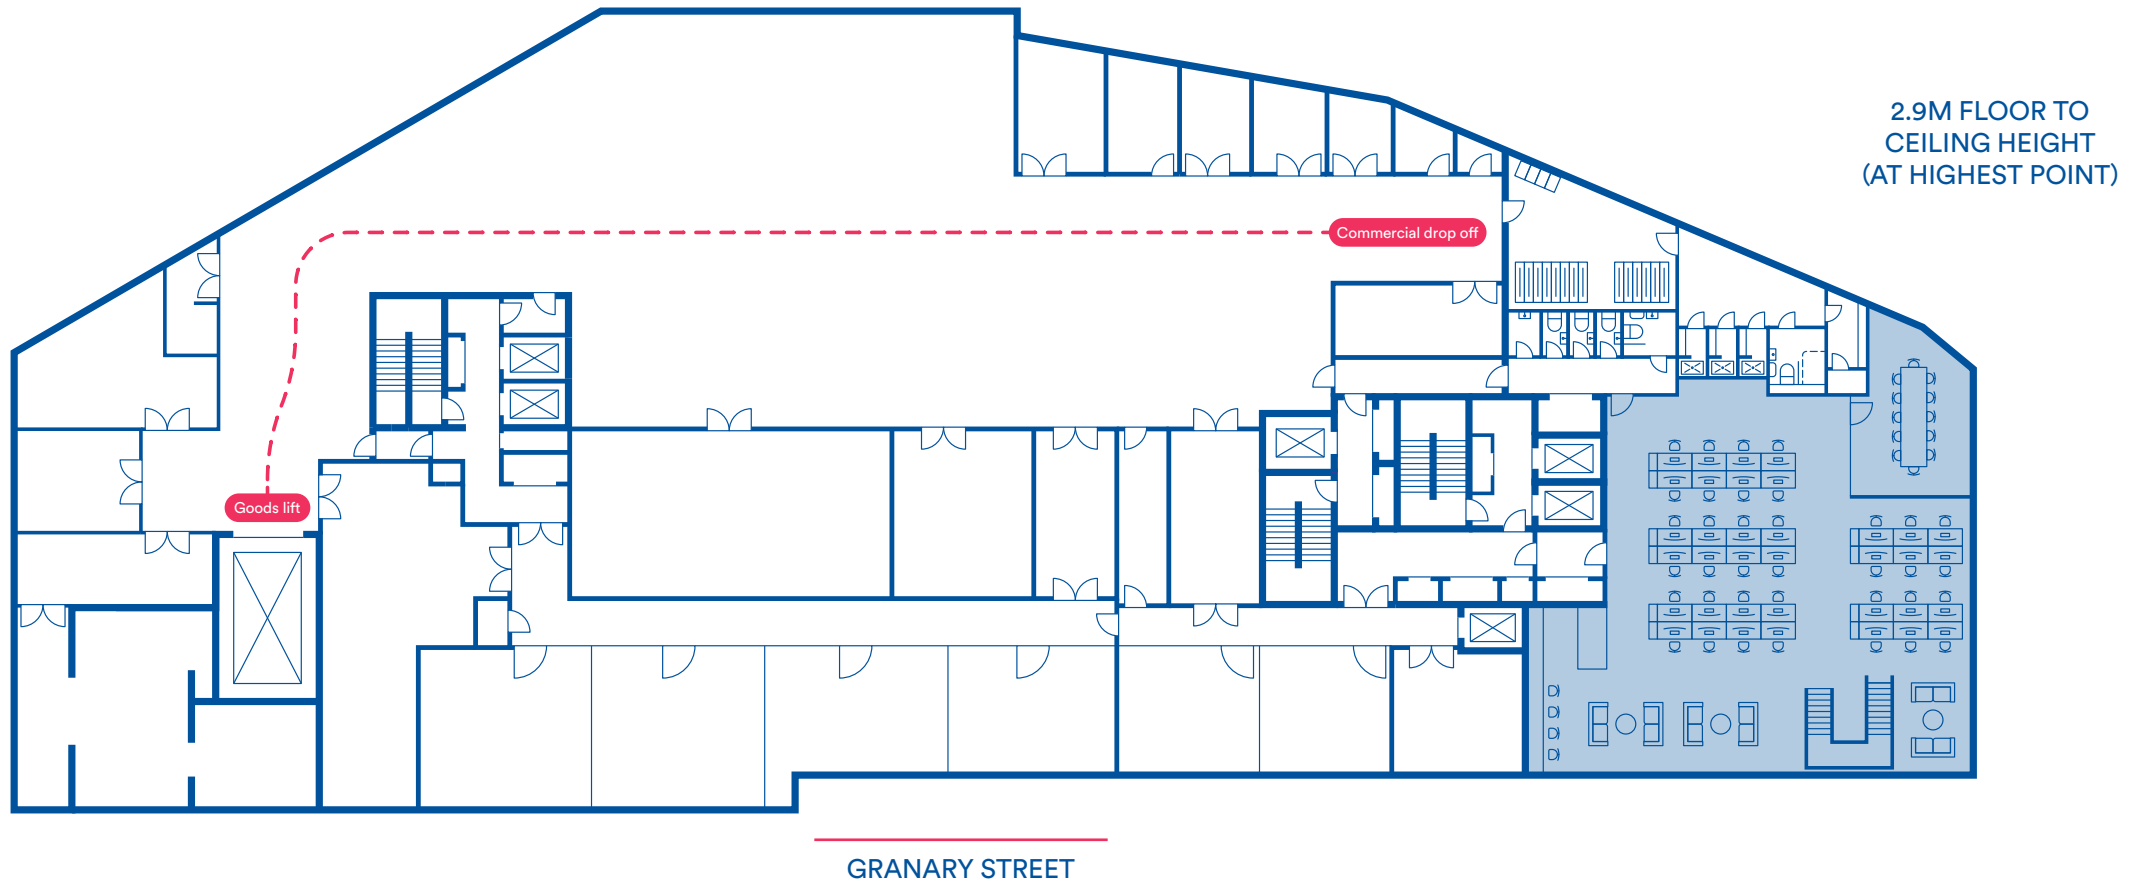 2.9M FLOOR TO
CEILING HEIGHT
(AT HIGHEST POINT)
Commercial drop off
Goods lift
GRANARY STREET